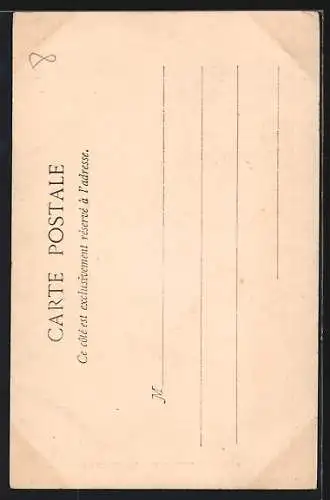 CARTE POSTALE
Ce côté est exclusivement réservé à l'adresse.
M
8